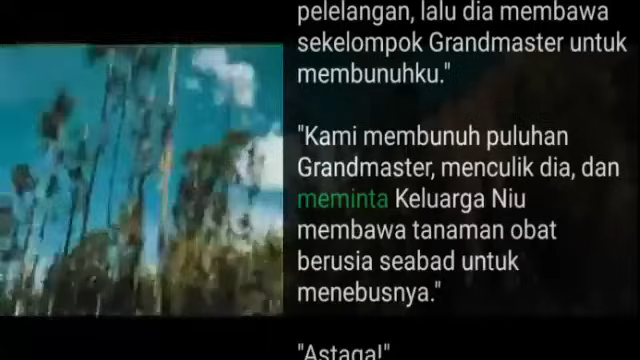 pelelangan, lalu dia membawa
sekelompok Grandmaster untuk
membunuhku."
"Kami membunuh puluhan
Grandmaster, menculik dia, dan
meminta Keluarga Niu
membawa tanaman obat
berusia seabad untuk
menebusnya."
"Astaga!"